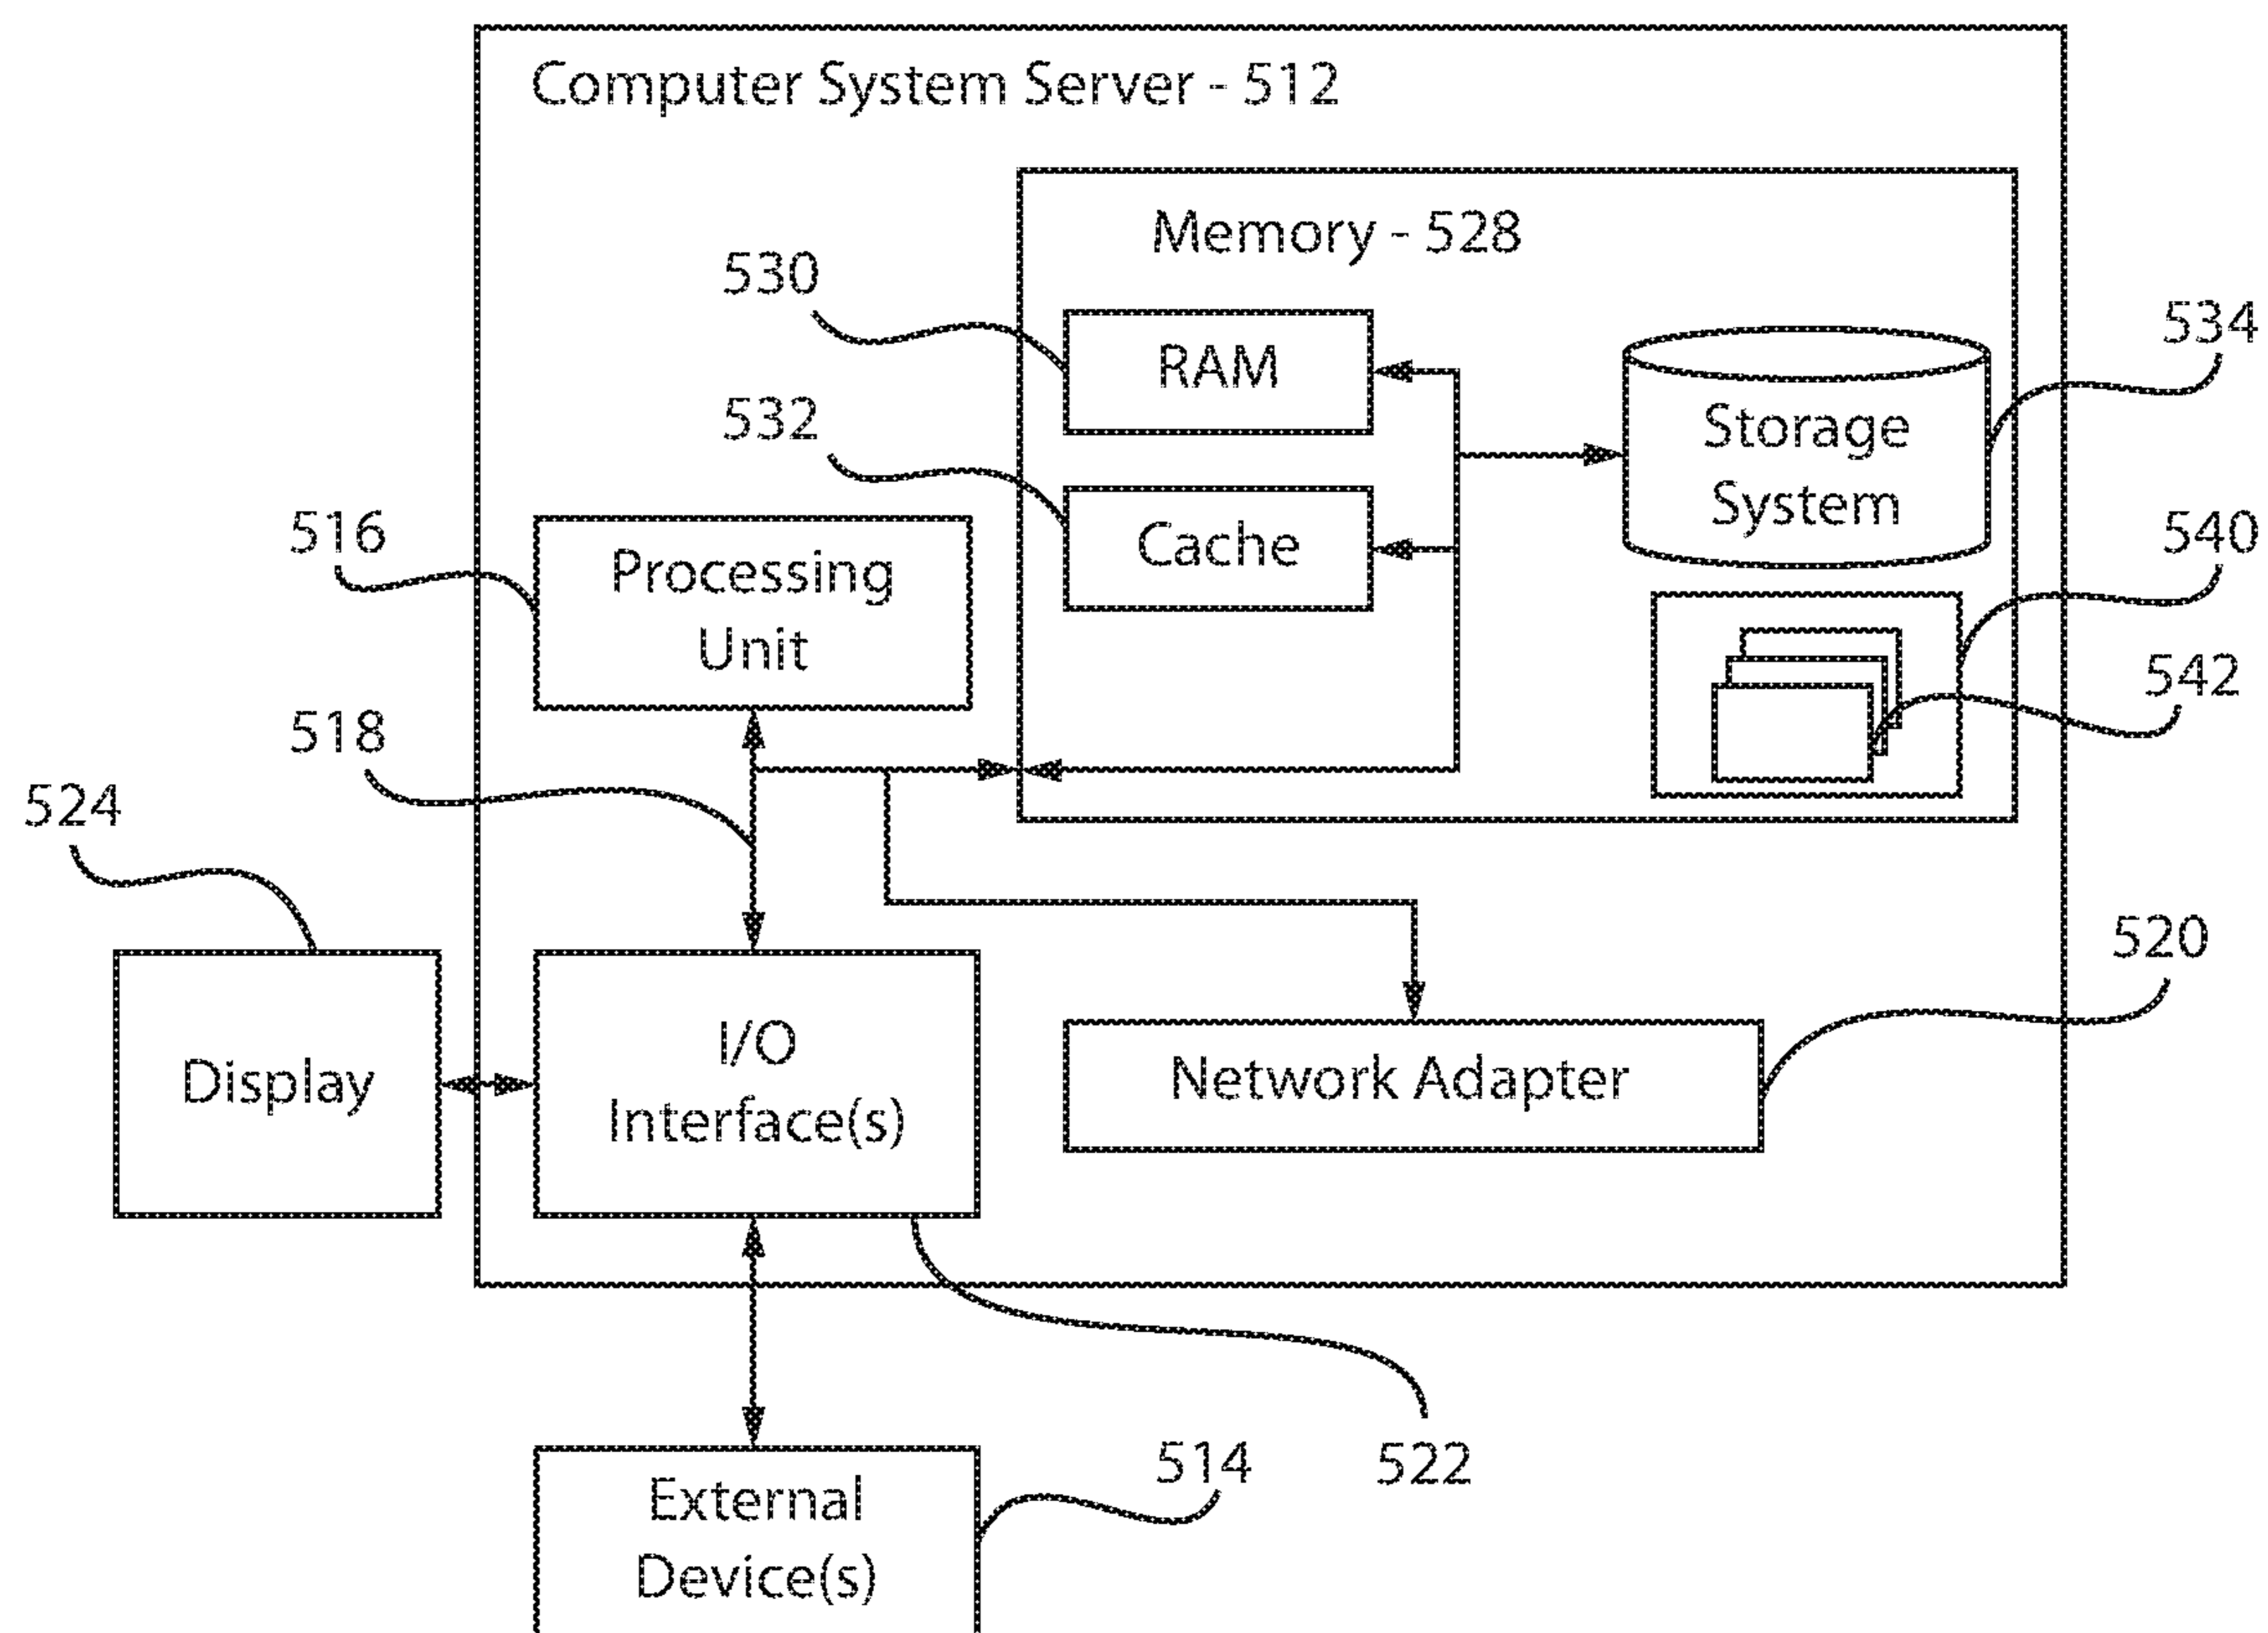 Computer System Server - 512
Memory - 528
530
RAM
534
532
Storage
System
Cache
516
Processing
Unit
540
542
518
524
520
Display
I/O
Interface(s)
Network Adapter
514
522
External
Device(s)